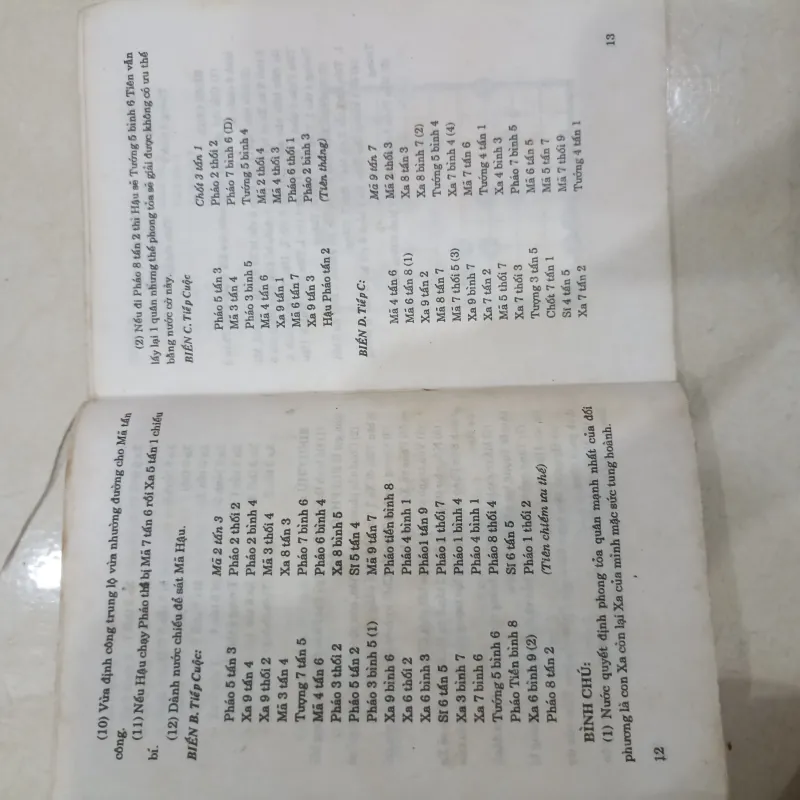 (10) Vừa định công trung lộ vừa nhường đường cho Mã tấn
công.
(11) Nếu Hậu chạy Pháo thì bị Mã 7 tấn 6 rồi Xa 5 tấn 1 chiếu
bí.
(12) Dành nước chiếu để sát Mã Hậu.
BIẾN B. Tiếp Cuộc:
Mã 2 tấn 3
Pháo 5 tấn 3 Pháo 2 thối 2
Xa 9 tấn 4 Pháo 2 bình 4
Xa 9 thối 2 Mã 3 thối 4
Mã 3 tấn 4 Xa 8 tấn 3
Tượng 7 tấn 5 Pháo 7 bình 6
Mã 4 tấn 6 Pháo 6 bình 4
Pháo 3 thối 2 Xa 8 bình 5
Pháo 5 tấn 2 Sĩ 5 tấn 4
Pháo 3 bình 5 (1) Mã 9 tấn 7
Xa 9 bình 6 Pháo tiền bình 8
Xa 6 thối 2 Pháo 4 bình 1
Xa 6 bình 3 Pháo1 tấn 9
Sĩ 6 tấn 5 Pháo 1 thối 7
Xa 3 bình 7 Pháo 1 bình 4
Xa 7 bình 6 Pháo 4 bình 1
Tướng 5 bình 6 Pháo 8 thối 4
Pháo Tiền bình 8 Sĩ 6 tấn 5
Xa 6 bình 9 (2) Pháo 1 thối 2
Pháo 8 tấn 2 (Tiên chiếm ưu thế)
BÌNH CHÚ:
(1) Nước quyết định phong tỏa quân mạnh nhất của đối
phương là con Xa còn lại Xa của mình mặc sức tung hoành.
12
(2) Nếu đi Pháo 8 tấn 2 thì Hậu sẽ Tướng 5 bình 6 Tiên vẫn
lấy lại 1 quân nhưng thế phong tỏa sẽ giải được không có ưu thế
bằng nước cờ này.
BIẾN C. Tiếp Cuộc
Chốt 3 tấn 1
Pháo 5 tấn 3 Pháo 2 thối 2
Mã 3 tấn 4 Pháo 7 bình 6 (D)
Pháo 3 bình 5 Tướng 5 bình 4
Mã 4 tấn 6 Mã 2 thối 4
Xa 9 tấn 1 Mã 4 thối 3
Mã 6 tấn 7 Pháo 6 thối 1
Xa 9 tấn 3 Pháo 2 bình 3
Hậu Pháo tấn 2 (Tiên thắng)
BIẾN D. Tiếp C:
Mã 9 tấn 7
Mã 4 tấn 6 Mã 2 thối 3
Mã 6 tấn 8 (1) Xa 8 tấn 3
Xa 9 tấn 2 Xa 8 bình 7 (2)
Mã 8 tấn 7 Tướng 5 bình 4
Mã 7 thối 5 (3) Xa 7 bình 4 (4)
Xa 9 bình 7 Mã 7 tấn 6
Xa 7 tấn 2 Tướng 4 tấn 1
Mã 5 thối 7 Xa 4 bình 3
Xa 7 thối 3 Pháo 7 bình 5
Tượng 3 tấn 5 Mã 6 tấn 5
Chốt 7 tấn 1 Mã 5 tấn 7
Sĩ 4 tấn 5 Mã 7 thối 9
Xa 7 tấn 2 Tướng 4 tấn 1
13